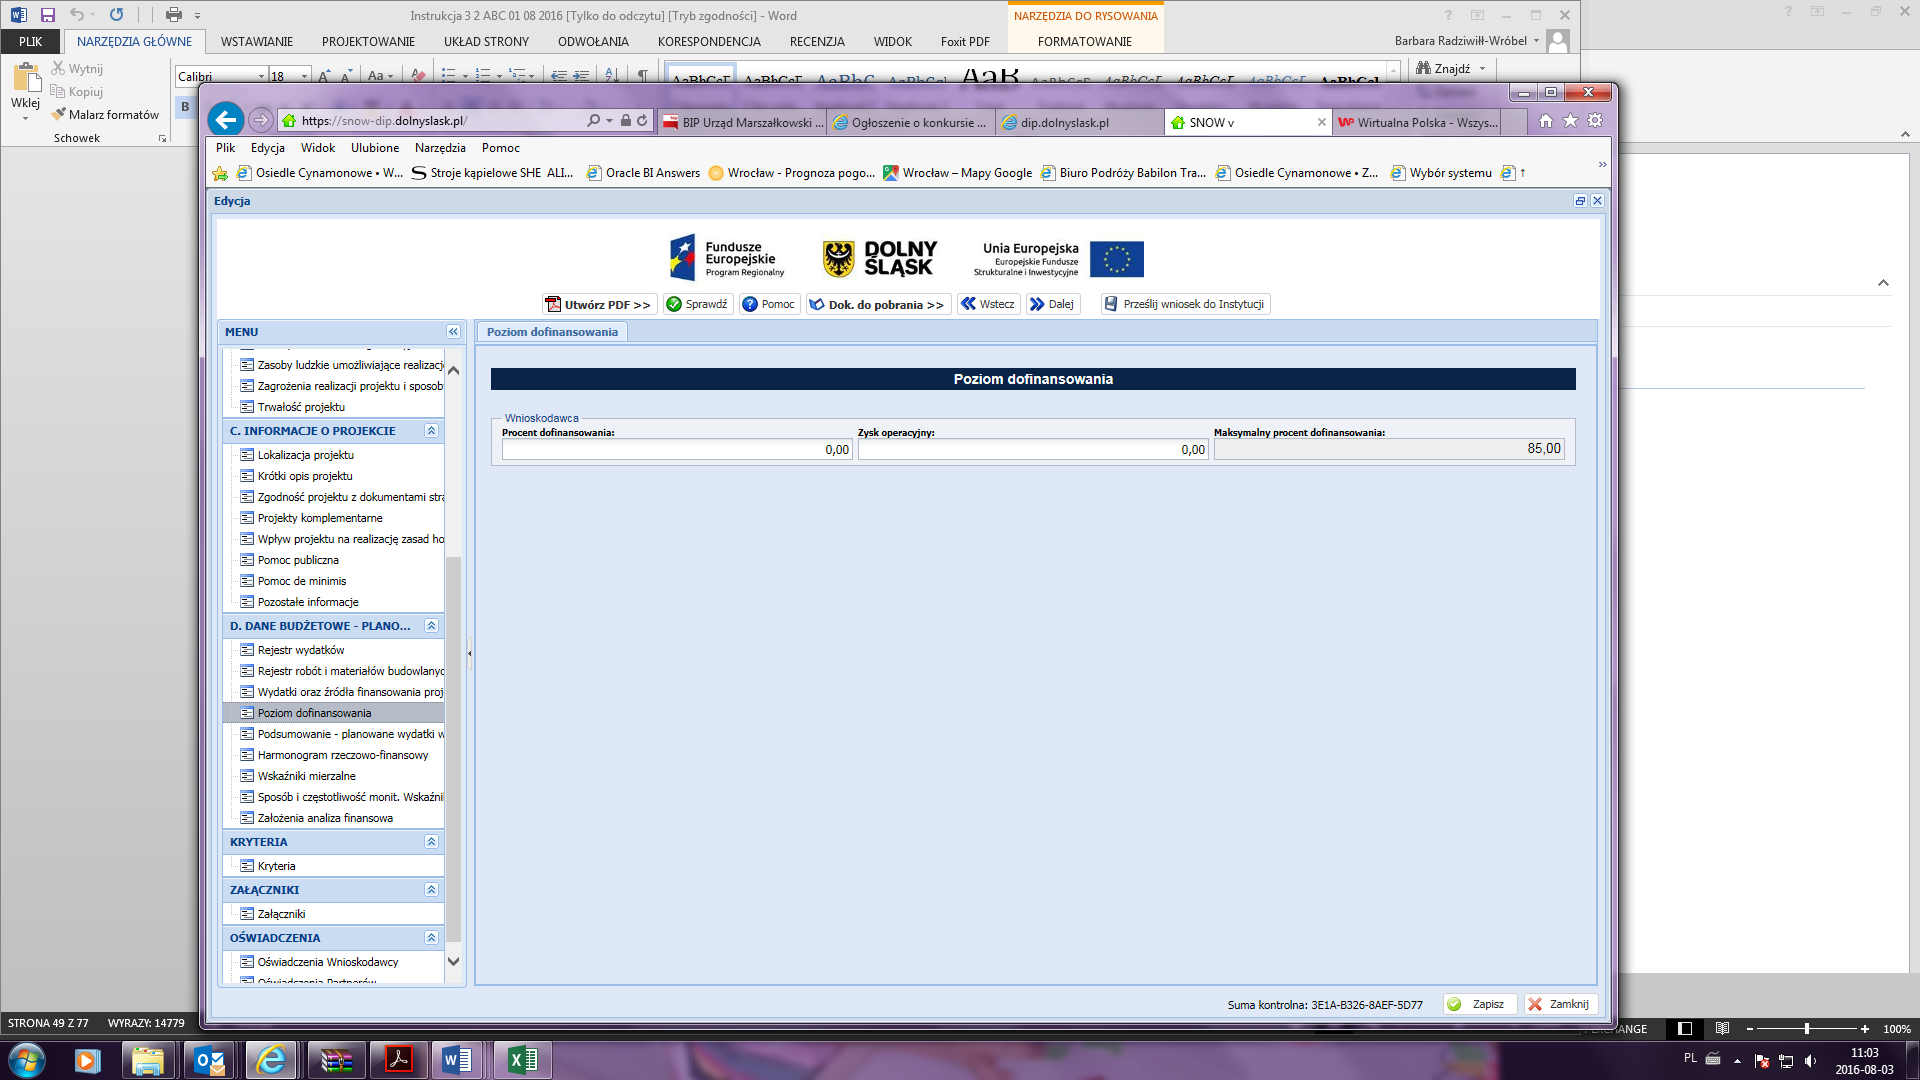 Instrukcja 3 2 ABC 01 08 2016 [Tylko do odczytu] [Tryb zgodności] - Word
NARZĘDZIA DO RYSOWANIA
PLIK NARZĘDZIA GŁÓWNE WSTAWIANIE PROJEKTOWANIE UKŁAD STRONY ODWOŁANIA KORESPONDENCJA RECENZJA WIDOK Foxit PDF FORMATOWANIE Barbara Radziwiłł-Wróbel
Wklej
Wytnij
Kopiuj
Malarz formatów
Schowek
Calibri 18
B
Znajdź
https://snow-dip.dolnyslask.pl/
BIP Urząd Marszałkowski ...
Ogłoszenie o konkursie ...
dip.dolnyslask.pl
SNOW v
Wirtualna Polska - Wszys...
Plik Edycja Widok Ulubione Narzędzia Pomoc
Osiedle Cynamonowe • W... Stroje kąpielowe SHE ALI... Oracle BI Answers Wrocław - Prognoza pogo... Wrocław – Mapy Google Biuro Podróży Babilon Tra... Osiedle Cynamonowe • Z... Wybór systemu
Edycja
Fundusze
Europejskie
Program Regionalny
DOLNY
ŚLĄSK
Unia Europejska
Europejskie Fundusze
Strukturalne i Inwestycyjne
Utwórz PDF >> Sprawdź Pomoc Dok. do pobrania >> Wstecz Dalej Prześlij wniosek do Instytucji
MENU
Zasoby ludzkie umożliwiające realizację
Zagrożenia realizacji projektu i sposob
Trwałość projektu
C. INFORMACJE O PROJEKCIE
Lokalizacja projektu
Krótki opis projektu
Zgodność projektu z dokumentami stra
Projekty komplementarne
Wpływ projektu na realizację zasad ho
Pomoc publiczna
Pomoc de minimis
Pozostałe informacje
D. DANE BUDŻETOWE - PLANO...
Rejestr wydatków
Rejestr robót i materiałów budowlanyc
Wydatki oraz źródła finansowania proj
Poziom dofinansowania
Podsumowanie - planowane wydatki w
Harmonogram rzeczowo-finansowy
Wskaźniki mierzalne
Sposób i częstotliwość monit. Wskaźni
Założenia analiza finansowa
KRYTERIA
Kryteria
ZAŁĄCZNIKI
Załączniki
OŚWIADCZENIA
Oświadczenia Wnioskodawcy
Oświadczenia Partnerów
Poziom dofinansowania
Poziom dofinansowania
Wnioskodawca
Procent dofinansowania: Zysk operacyjny: Maksymalny procent dofinansowania:
0,00 0,00 85,00
Suma kontrolna: 3E1A-B326-8AEF-5D77 Zapisz Zamknij
STRONA 49 Z 77 WYRAZY: 14779
100%
PL
11:03
2016-08-03